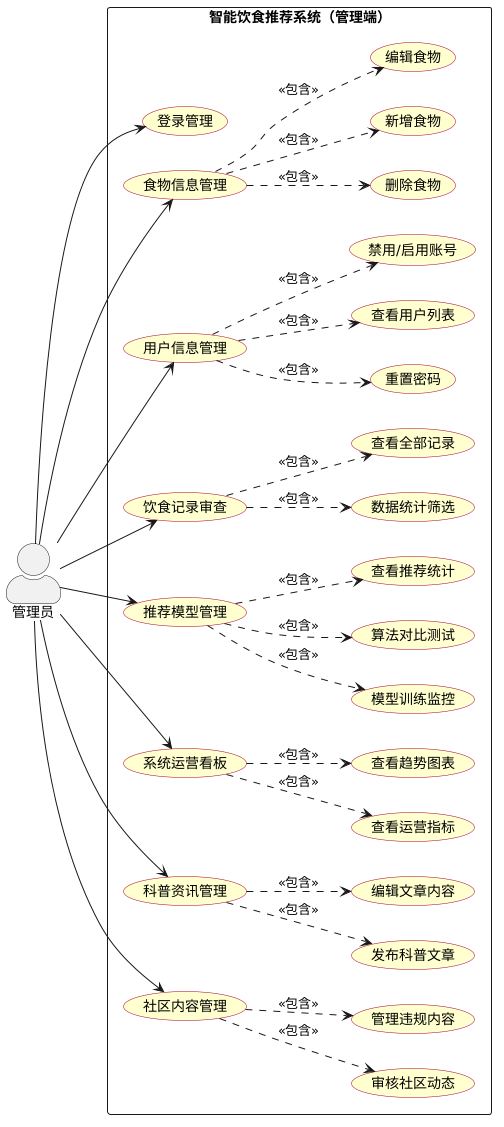 智能饮食推荐系统（管理端）
编辑食物
«包含»
新增食物
登录管理
«包含»
食物信息管理
«包含»
删除食物
禁用/启用账号
«包含»
查看用户列表
«包含»
用户信息管理
«包含»
重置密码
查看全部记录
«包含»
饮食记录审查
«包含»
数据统计筛选
查看推荐统计
«包含»
管理员
推荐模型管理
«包含»
算法对比测试
«包含»
模型训练监控
系统运营看板
«包含»
查看趋势图表
«包含»
查看运营指标
科普资讯管理
«包含»
编辑文章内容
«包含»
发布科普文章
社区内容管理
«包含»
管理违规内容
«包含»
审核社区动态